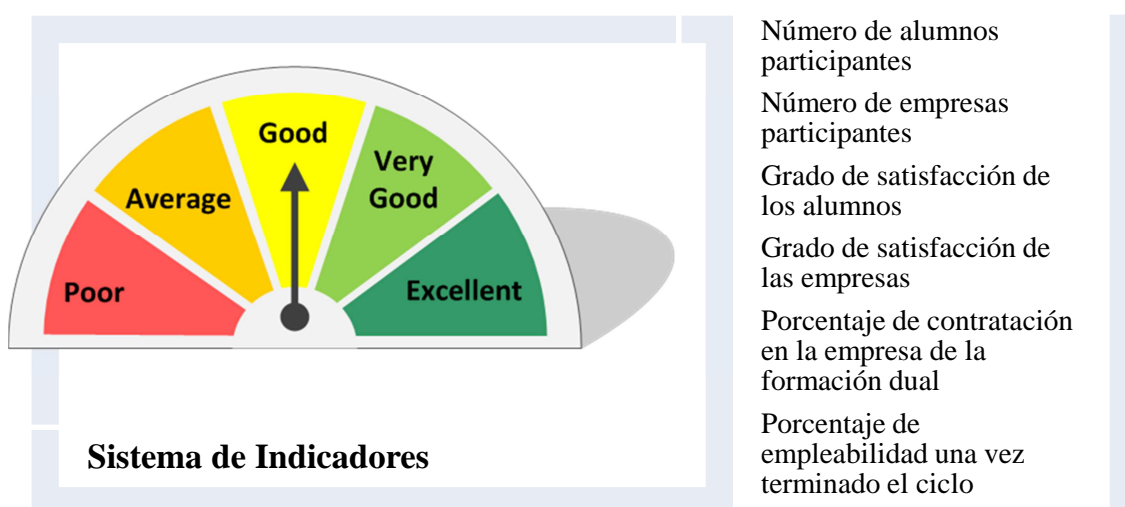 Good
Very
Good
Average
Poor
Excellent
Sistema de Indicadores
Número de alumnos
participantes
Número de empresas
participantes
Grado de satisfacción de
los alumnos
Grado de satisfacción de
las empresas
Porcentaje de contratación
en la empresa de la
formación dual
Porcentaje de
empleabilidad una vez
terminado el ciclo